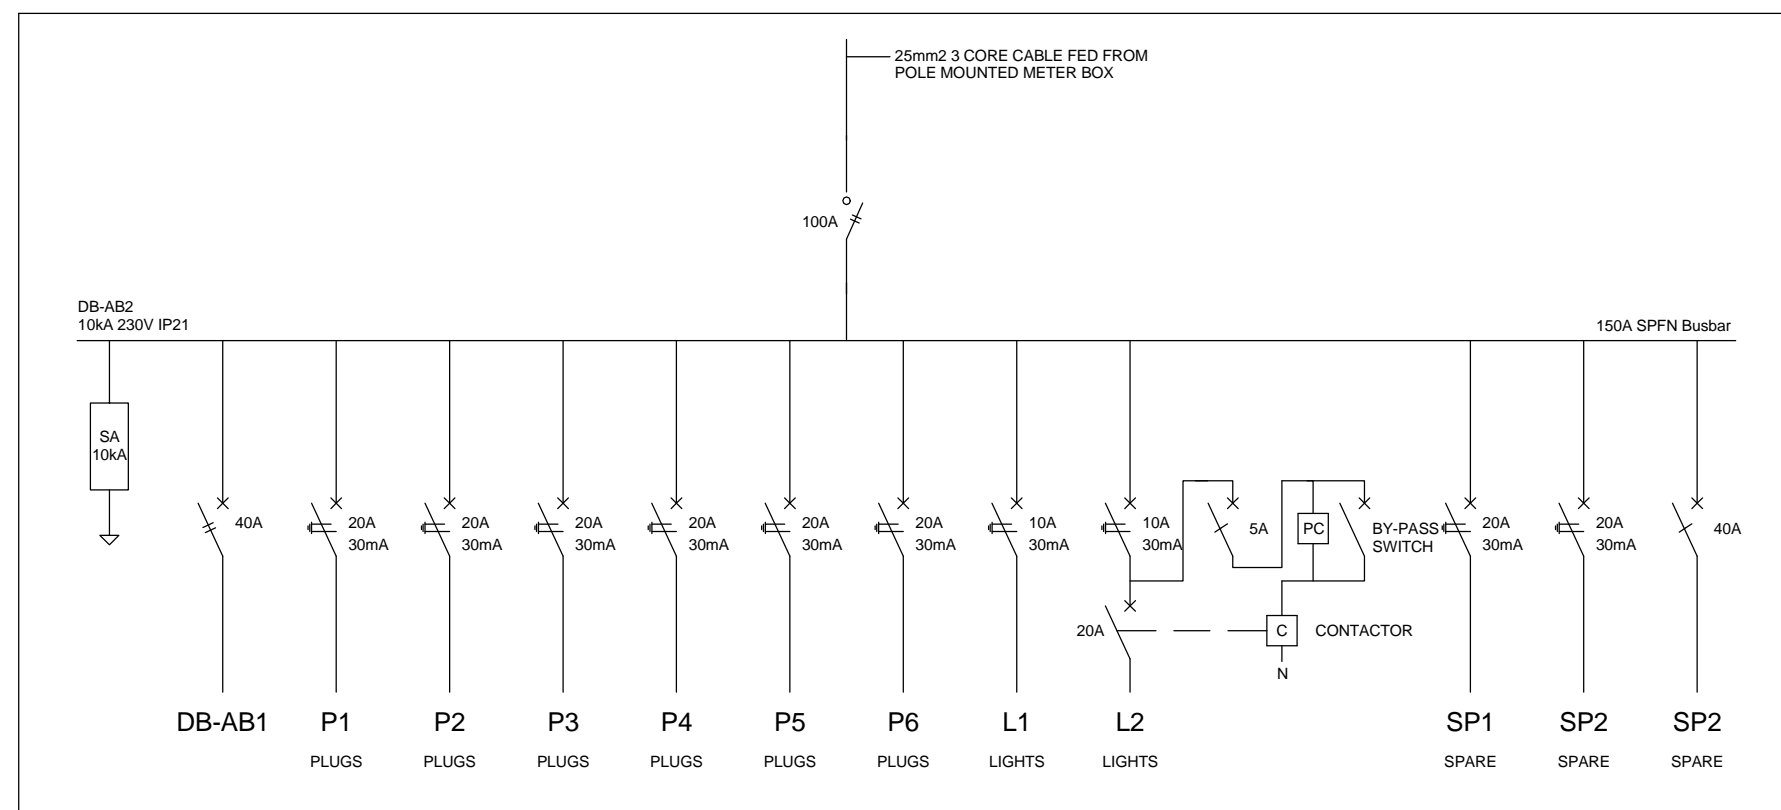 25mm2 3 CORE CABLE FED FROM
POLE MOUNTED METER BOX
100A
DB-AB2
10kA 230V IP21
150A SPFN Busbar
SA
10kA
40A
20A
30mA
20A
30mA
20A
30mA
20A
30mA
20A
30mA
20A
30mA
10A
30mA
10A
30mA
5A
PC
BY-PASS
SWITCH
20A
30mA
20A
30mA
40A
20A
C
CONTACTOR
N
DB-AB1
P1
P2
P3
P4
P5
P6
L1
L2
SP1
SP2
SP2
PLUGS
PLUGS
PLUGS
PLUGS
PLUGS
PLUGS
LIGHTS
LIGHTS
SPARE
SPARE
SPARE